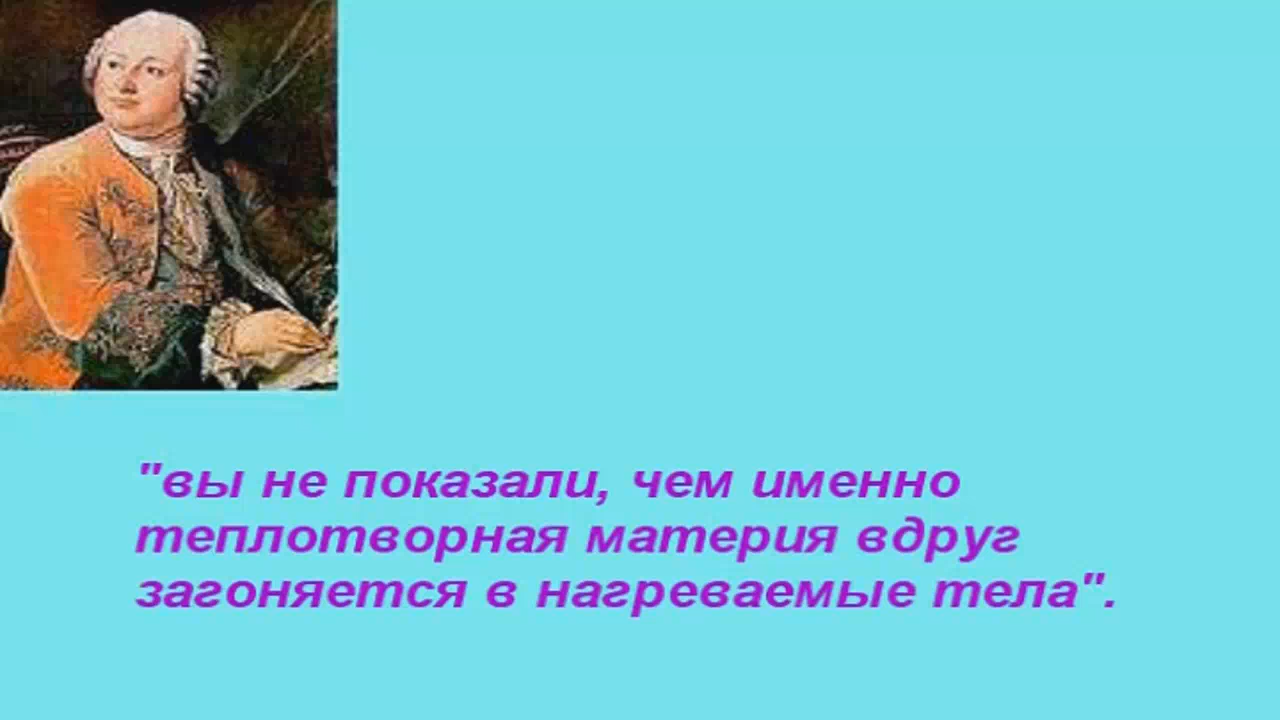 "вы не показали, чем именно
теплотворная материя вдруг
загоняется в нагреваемые тела".